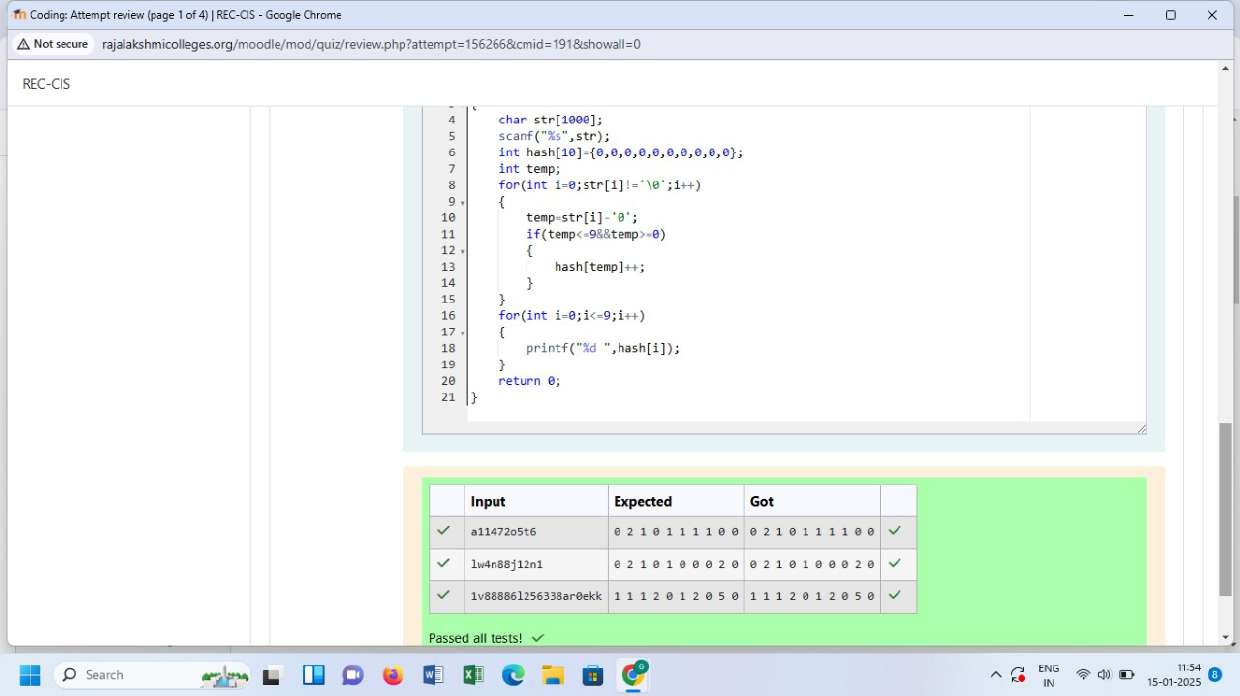 Coding: Attempt review (page 1 of 4) | REC-CIS - Google Chrome
Not secure rajalakshmicolleges.org/moodle/mod/quiz/review.php?attempt=156266&cmid=191&showall=0
REC-CIS
4 char str[1000];
5 scanf("%s",str);
6 int hash[10]={0,0,0,0,0,0,0,0,0,0};
7 int temp;
8 for(int i=0;str[i]!='\0';i++)
9 {
10 temp=str[i]-'0';
11 if(temp<=9&&temp>=0)
12 {
13 hash[temp]++;
14 }
15 }
16 for(int i=0;i<=9;i++)
17 {
18 printf("%d ",hash[i]);
19 }
20 return 0;
21 }
Input Expected Got
a11472o5t6 0 2 1 0 1 1 1 1 0 0 0 2 1 0 1 1 1 1 0 0
lw4n88j12n1 0 2 1 0 1 0 0 0 2 0 0 2 1 0 1 0 0 0 2 0
1v88886l256338ar0ekk 1 1 1 2 0 1 2 0 5 0 1 1 1 2 0 1 2 0 5 0
Passed all tests!
Search
ENG
IN
11:54
15-01-2025
8